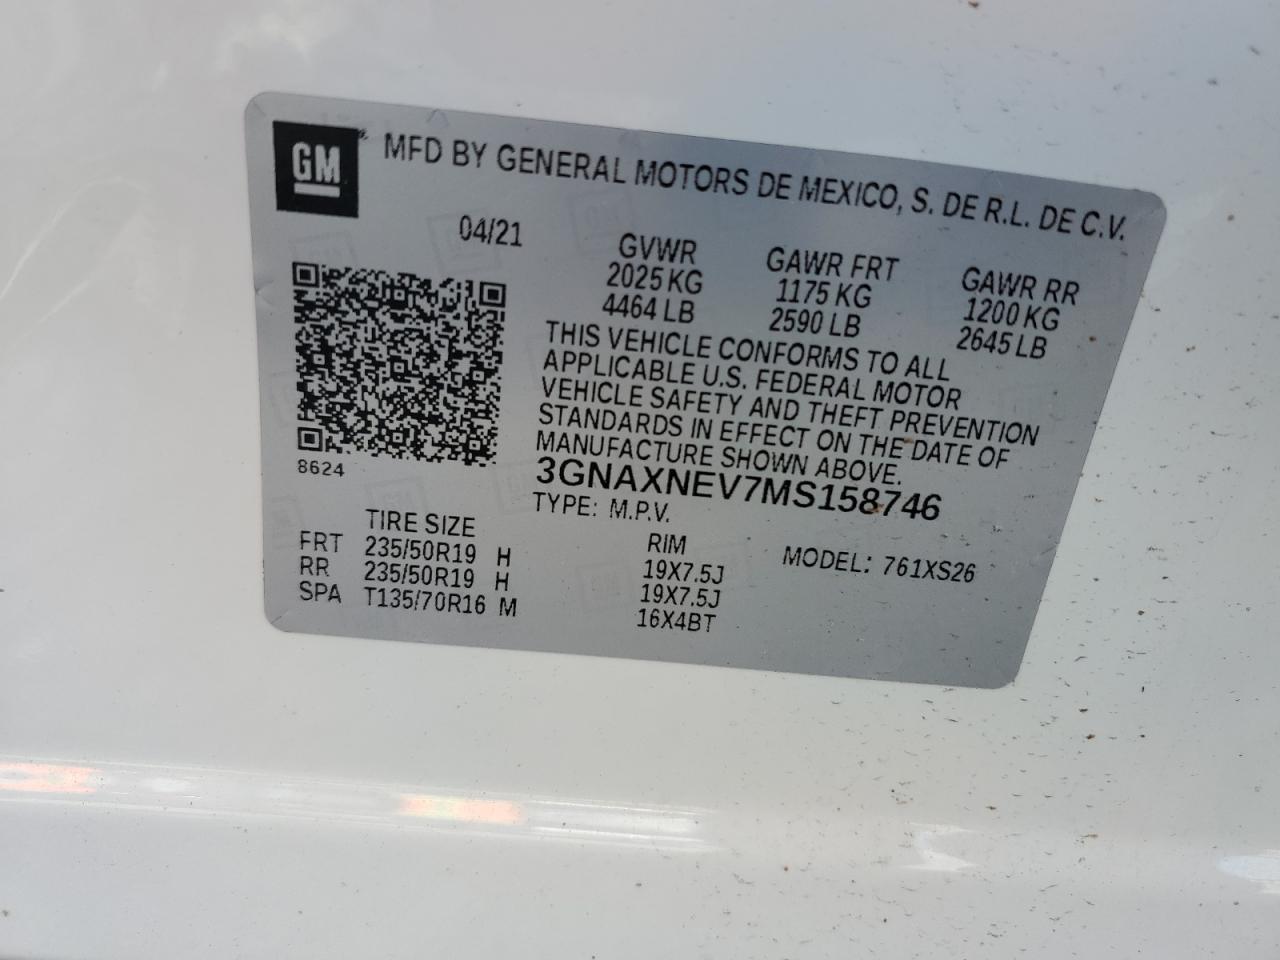 GM
MFD BY GENERAL MOTORS DE MEXICO, S. DE R.L. DE C.V.
04/21
GVWR GAWR FRT GAWR RR
2025 KG 1175 KG 1200 KG
4464 LB 2590 LB 2645 LB
THIS VEHICLE CONFORMS TO ALL
APPLICABLE U.S. FEDERAL MOTOR
VEHICLE SAFETY AND THEFT PREVENTION
STANDARDS IN EFFECT ON THE DATE OF
MANUFACTURE SHOWN ABOVE.
8624
3GNAXNEV7MS158746
TYPE: M.P.V.
MODEL: 761XS26
TIRE SIZE RIM
FRT 235/50R19 H 19X7.5J
RR 235/50R19 H 19X7.5J
SPA T135/70R16 M 16X4BT